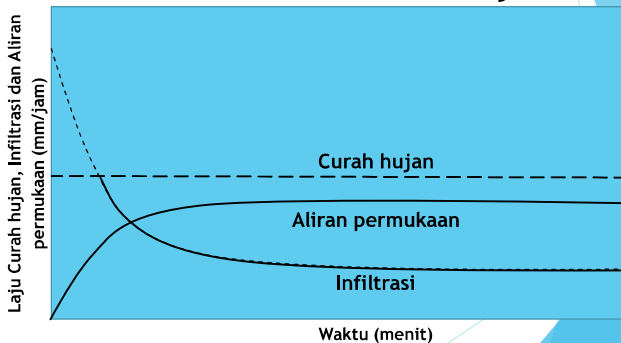 Laju Curah hujan, Infiltrasi dan Aliran
permukaan (mm/jam)
Curah hujan
Aliran permukaan
Infiltrasi
Waktu (menit)